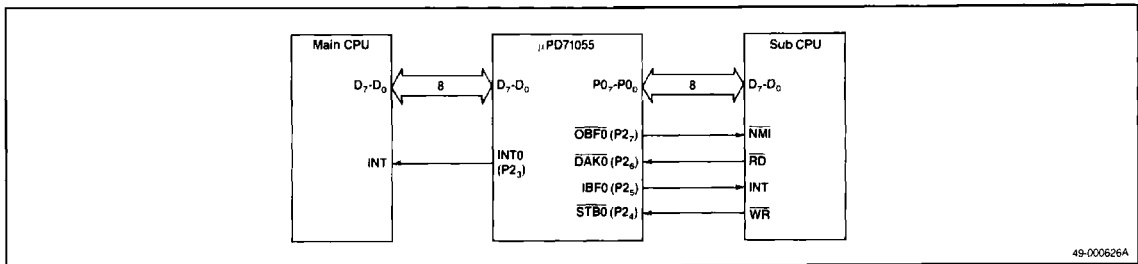 Main CPU
μPD71055
Sub CPU
D7-D0
8
D7-D0
P07-P00
8
D7-D0
OBF0 (P27)
NMI
INT
INT0
(P23)
DAK0 (P26)
RD
IBF0 (P25)
INT
STB0 (P24)
WR
49-000626A